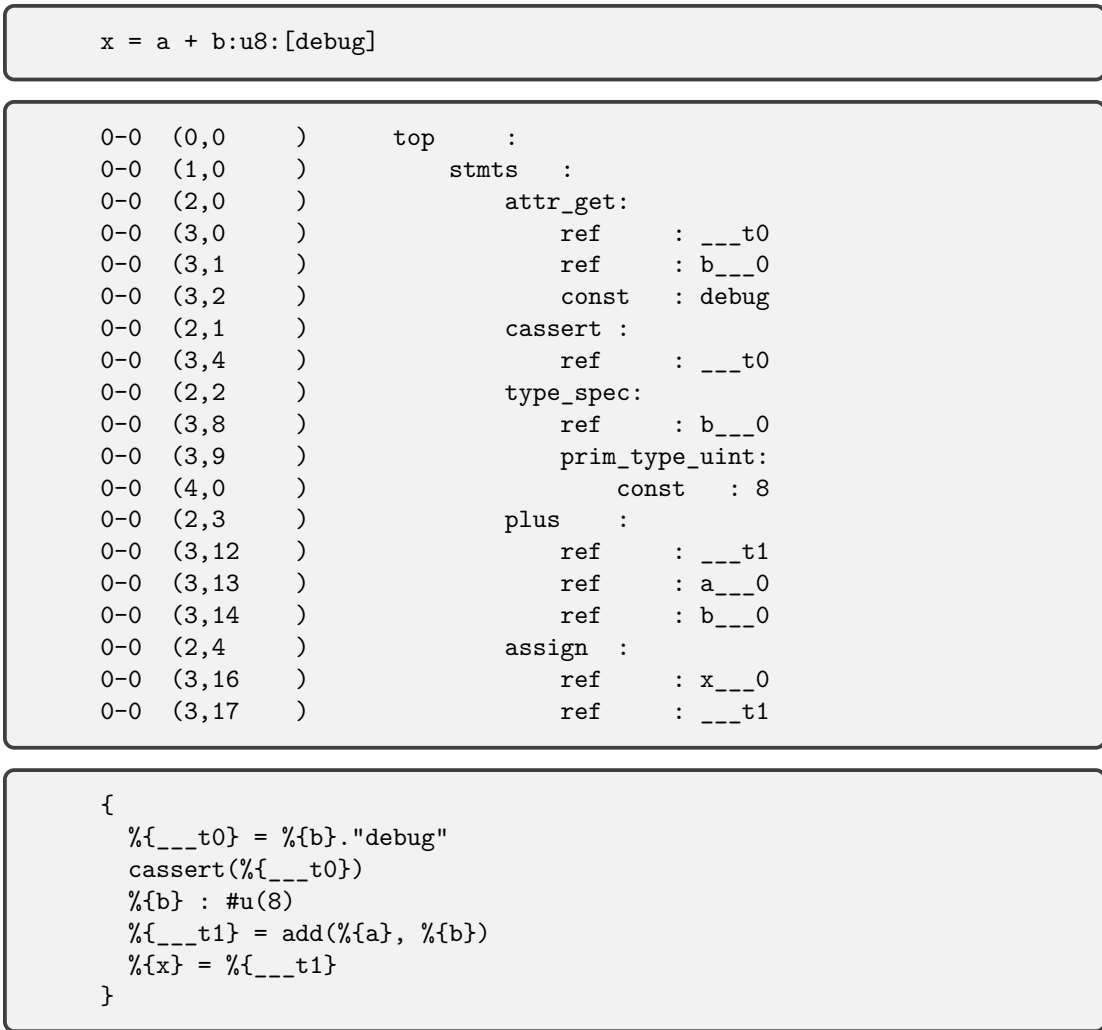 x = a + b:u8:[debug]
0-0  (0,0      )      top      :
0-0  (1,0      )          stmts    :
0-0  (2,0      )              attr_get:
0-0  (3,0      )                  ref      : ___t0
0-0  (3,1      )                  ref      : b___0
0-0  (3,2      )                  const    : debug
0-0  (2,1      )              cassert :
0-0  (3,4      )                  ref      : ___t0
0-0  (2,2      )              type_spec:
0-0  (3,8      )                  ref      : b___0
0-0  (3,9      )                  prim_type_uint:
0-0  (4,0      )                      const    : 8
0-0  (2,3      )              plus     :
0-0  (3,12     )                  ref      : ___t1
0-0  (3,13     )                  ref      : a___0
0-0  (3,14     )                  ref      : b___0
0-0  (2,4      )              assign   :
0-0  (3,16     )                  ref      : x___0
0-0  (3,17     )                  ref      : ___t1
{
  %{___t0} = %{b}."debug"
  cassert(%{___t0})
  %{b} : #u(8)
  %{___t1} = add(%{a}, %{b})
  %{x} = %{___t1}
}